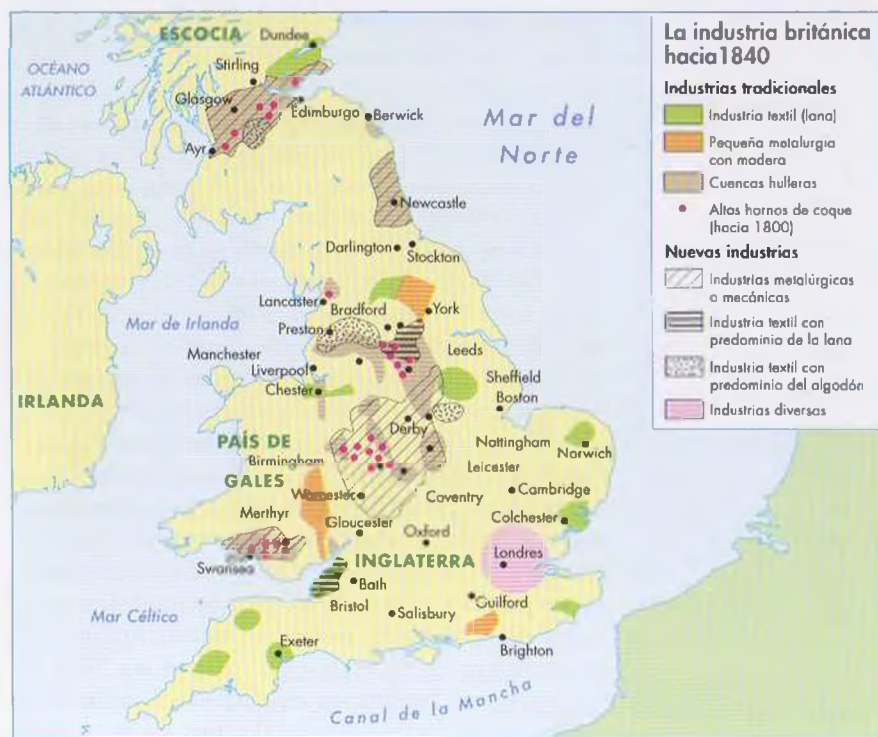 ESCOCIA
Dundee
OCÉANO
ATLÁNTICO
Stirling
Glasgow
Edimburgo
Berwick
Mar del
Norte
Ayr
Newcastle
Darlington
Stockton
Lancaster
Bradford
York
Mar de Irlanda
Preston
Manchester
Leeds
Liverpool
Sheffield
Chester
Boston
IRLANDA
Derby
PAÍS DE
GALES
Nottingham
Norwich
Birmingham
Leicester
Worcester
Coventry
Cambridge
Merthyr
Gloucester
Colchester
Oxford
INGLATERRA
Londres
Swansea
Bath
Mar Céltico
Bristol
Guilford
Salisbury
Exeter
Brighton
Canal de la Mancha
La industria británica
hacia 1840
Industrias tradicionales
Industria textil (lana)
Pequeña metalurgia
con madera
Cuencas hulleras
Altos hornos de coque
(hacia 1800)
Nuevas industrias
Industrias metalúrgicas
o mecánicas
Industria textil con
predominio de la lana
Industria textil con
predominio del algodón
Industrias diversas